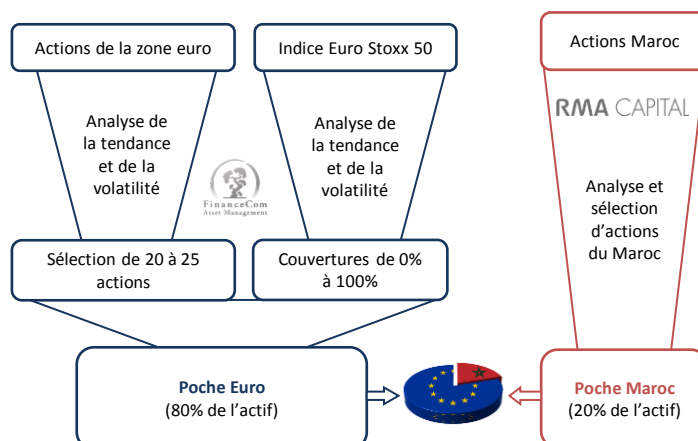 Actions de la zone euro
Indice Euro Stoxx 50
Actions Maroc
Analyse de
la tendance
et de la
volatilité
Analyse de
la tendance
et de la
volatilité
RMA CAPITAL
FinanceCom
Asset Management
Analyse et
sélection
d’actions
du Maroc
Sélection de 20 à 25
actions
Couvertures de 0%
à 100%
Poche Euro
(80% de l’actif)
Poche Maroc
(20% de l’actif)